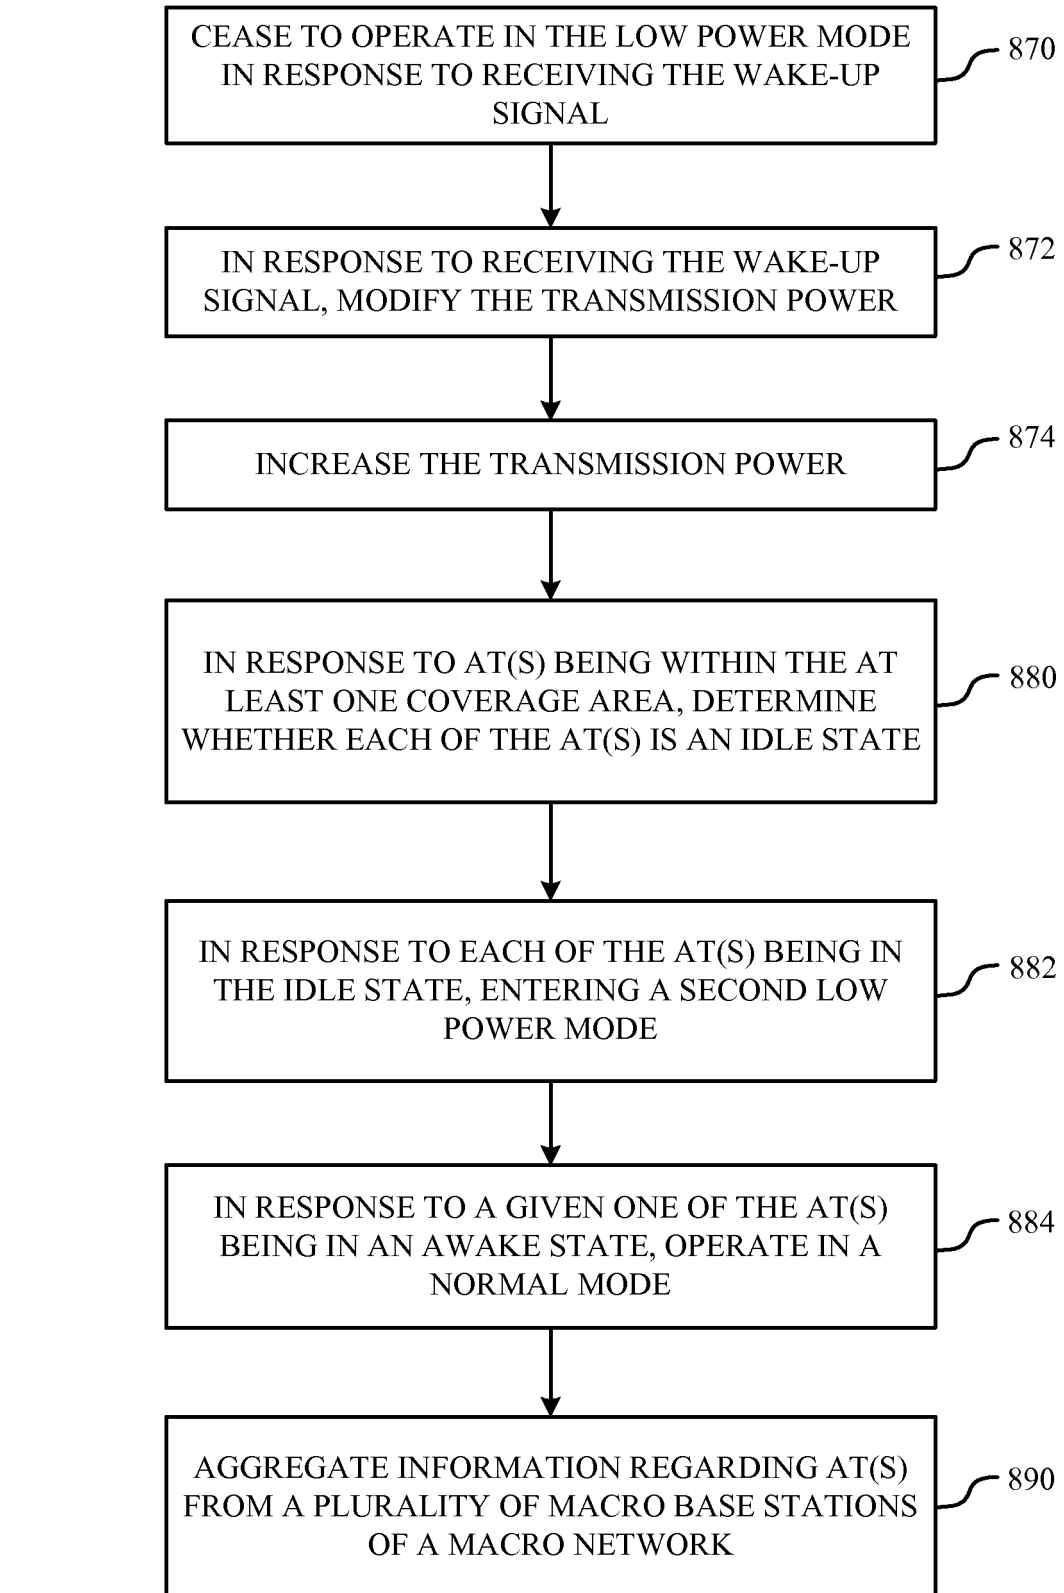 CEASE TO OPERATE IN THE LOW POWER MODE
IN RESPONSE TO RECEIVING THE WAKE-UP
SIGNAL
870
IN RESPONSE TO RECEIVING THE WAKE-UP
SIGNAL, MODIFY THE TRANSMISSION POWER
872
INCREASE THE TRANSMISSION POWER
874
IN RESPONSE TO AT(S) BEING WITHIN THE AT
LEAST ONE COVERAGE AREA, DETERMINE
WHETHER EACH OF THE AT(S) IS AN IDLE STATE
880
IN RESPONSE TO EACH OF THE AT(S) BEING IN
THE IDLE STATE, ENTERING A SECOND LOW
POWER MODE
882
IN RESPONSE TO A GIVEN ONE OF THE AT(S)
BEING IN AN AWAKE STATE, OPERATE IN A
NORMAL MODE
884
AGGREGATE INFORMATION REGARDING AT(S)
FROM A PLURALITY OF MACRO BASE STATIONS
OF A MACRO NETWORK
890